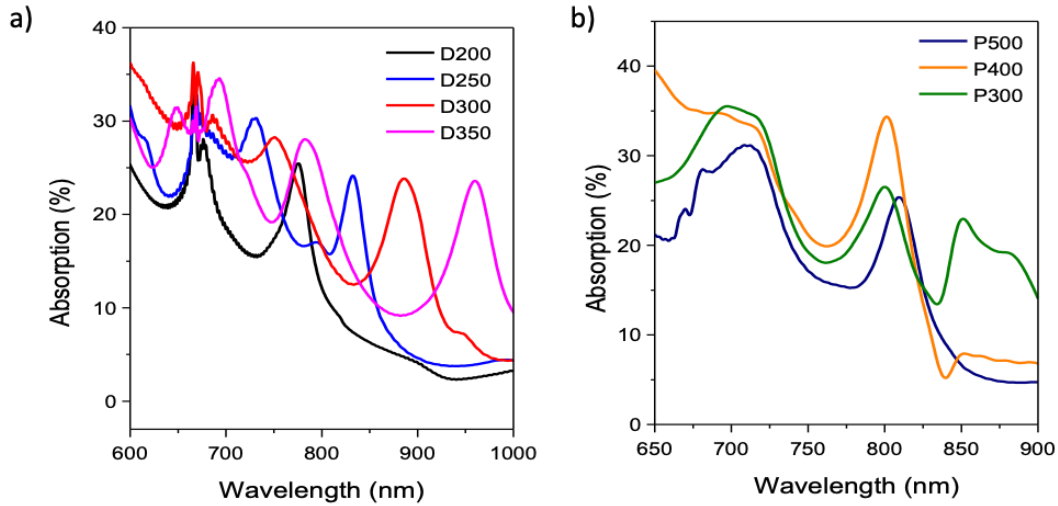 a)
40
30
20
10
0
Absorption (%)
D200
D250
D300
D350
600 700 800 900 1000
Wavelength (nm)
b)
40
30
20
10
0
Absorption (%)
P500
P400
P300
650 700 750 800 850 900
Wavelength (nm)